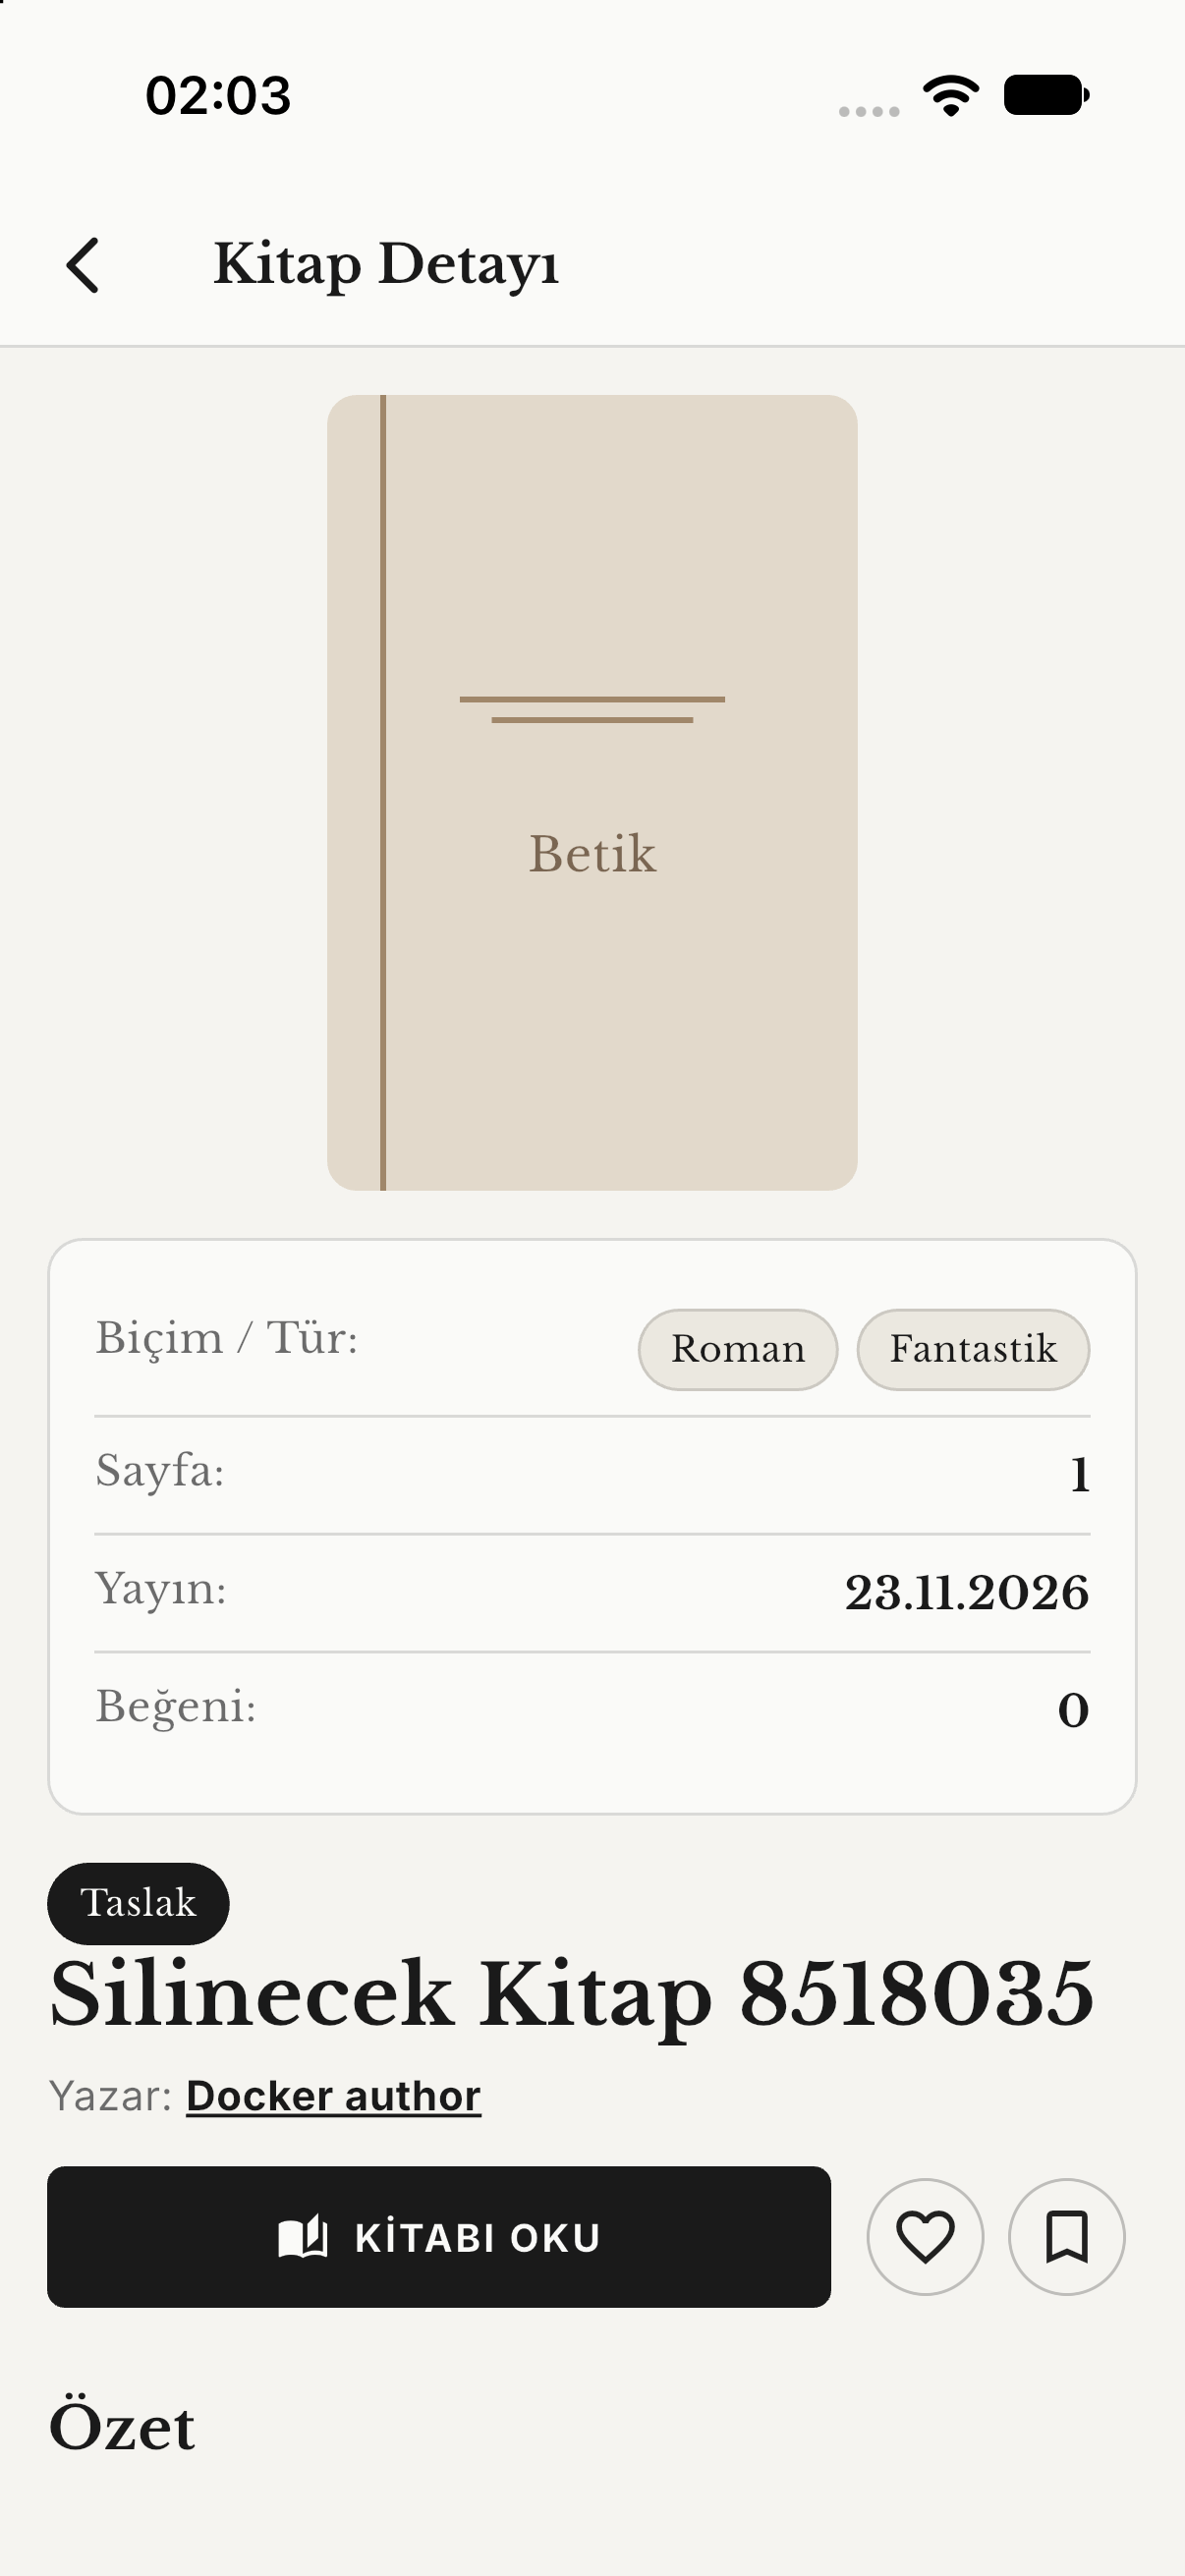 02:03
Kitap Detayı
Betik
Biçim / Tür: Roman Fantastik
Sayfa: 1
Yayın: 23.11.2026
Beğeni: 0
Taslak
Silinecek Kitap 8518035
Yazar: Docker author
KİTABI OKU
Özet